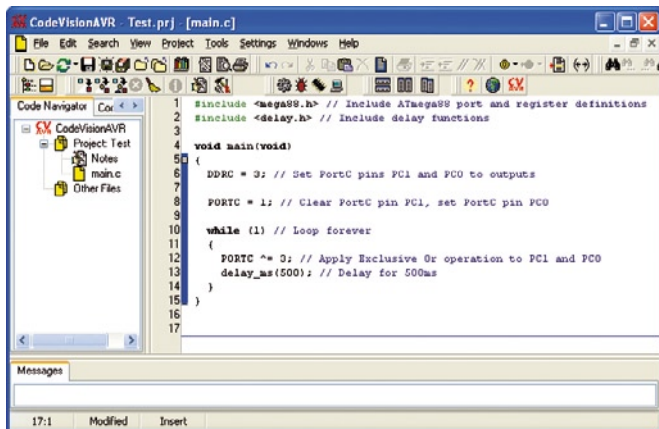 CodeVisionAVR - Test.prj - [main.c]
File Edit Search View Project Tools Settings Windows Help
Code Navigator
CodeVisionAVR
Project: Test
Notes
main.c
Other Files
1 #include <mega88.h> // Include ATmega88 port and register definitions
2 #include <delay.h> // Include delay functions
3
4 void main(void)
5 {
6 DDRC = 3; // Set PortC pins PC1 and PC0 to outputs
7
8 PORTC = 1; // Clear PortC pin PC1, set PortC pin PC0
9
10 while (1) // Loop forever
11 {
12 PORTC ^= 3; // Apply Exclusive Or operation to PC1 and PC0
13 delay_ms(500); // Delay for 500ms
14 }
15 }
16
17
Messages
17:1 Modified Insert